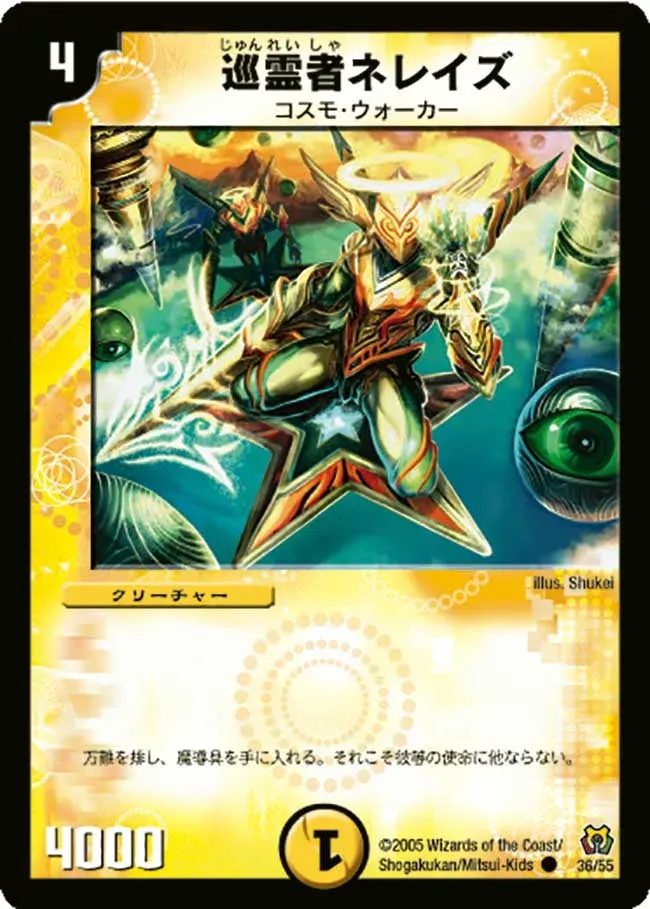 4
じゅんれいしゃ
巡霊者ネレイズ
コスモ・ウォーカー
illus. Shukei
クリーチャー
万難を排し、魔導具を手に入れる。それこそ彼等の使命に他ならない。
4000
1
©2005 Wizards of the Coast/
Shogakukan/Mitsui-Kids
36/55